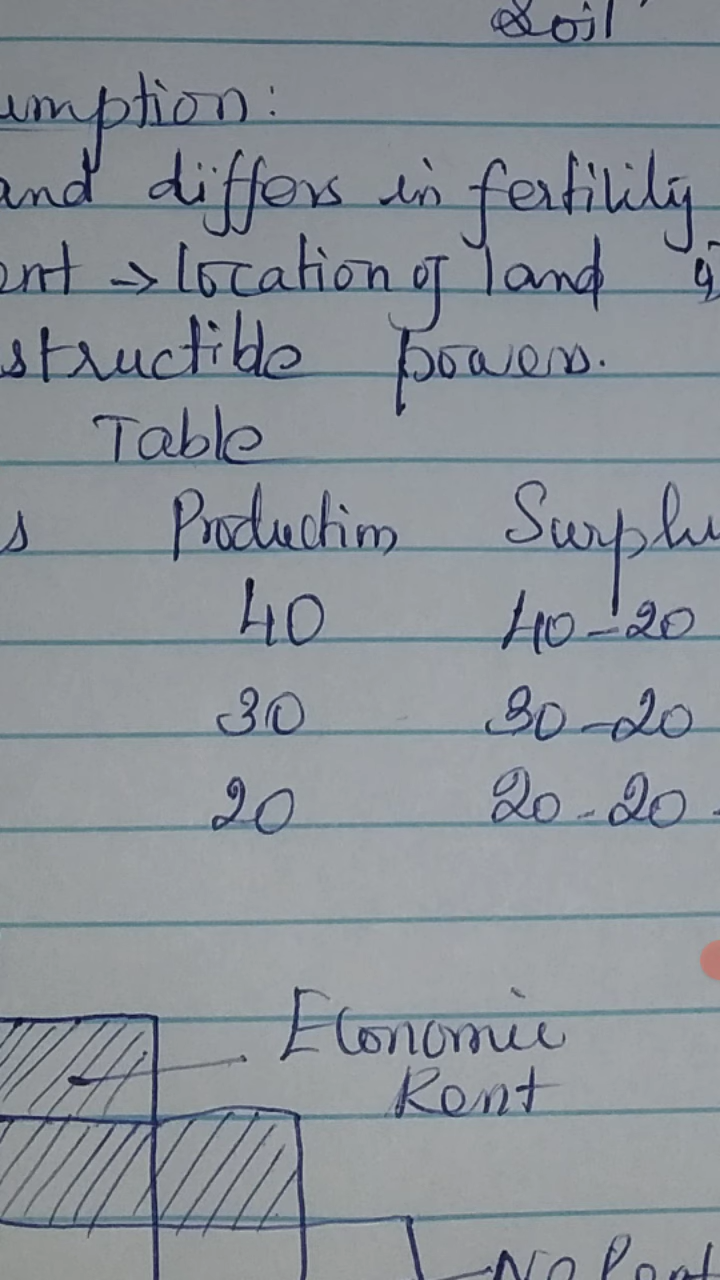 Soil
umption:
and differs in fertility
ent → location of land
structible powers.
Table
s Production Surplu
40 40-20
30 30-20
20 20-20
Economic
Rent
No Rent